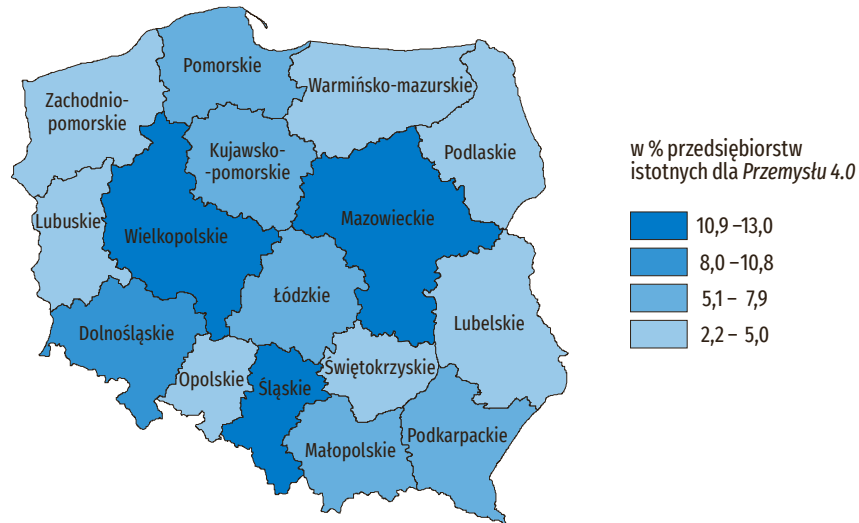 Pomorskie
Warmińsko-mazurskie
Zachodnio-
pomorskie
Podlaskie
Kujawsko-
-pomorskie
Lubuskie
Wielkopolskie
Mazowieckie
Łódzkie
Dolnośląskie
Lubelskie
Opolskie
Śląskie
Świętokrzyskie
Małopolskie
Podkarpackie
w % przedsiębiorstw
istotnych dla Przemysłu 4.0
10,9 –13,0
8,0 –10,8
5,1 – 7,9
2,2 – 5,0